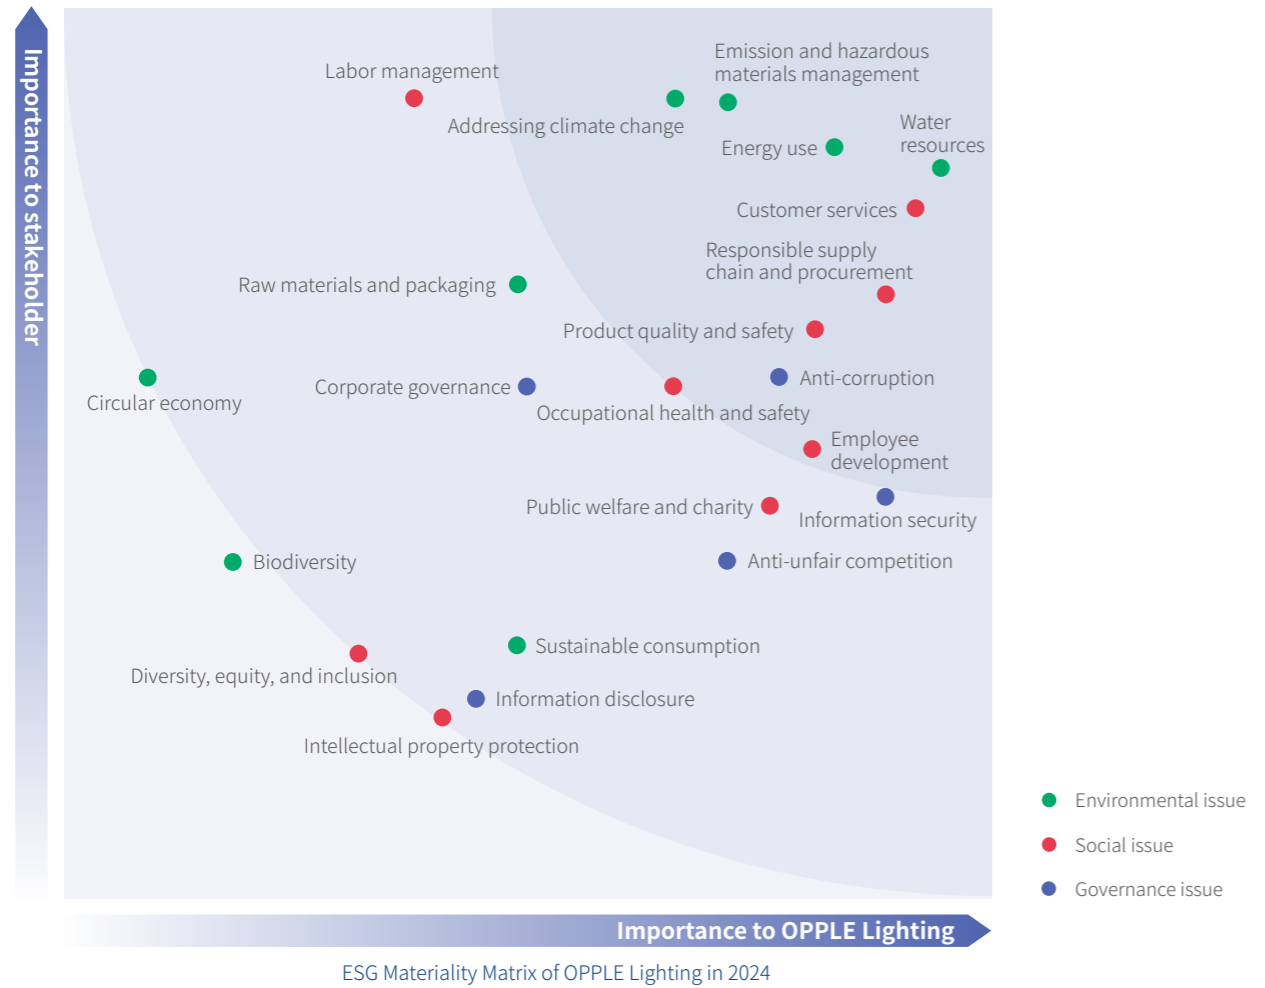 Importance to stakeholder
Labor management
Emission and hazardous
materials management
Addressing climate change
Water
resources
Energy use
Customer services
Responsible supply
chain and procurement
Raw materials and packaging
Product quality and safety
Circular economy
Corporate governance
Anti-corruption
Occupational health and safety
Employee
development
Public welfare and charity
Information security
Biodiversity
Anti-unfair competition
Sustainable consumption
Diversity, equity, and inclusion
Information disclosure
Intellectual property protection
Environmental issue
Social issue
Governance issue
Importance to OPPLE Lighting
ESG Materiality Matrix of OPPLE Lighting in 2024